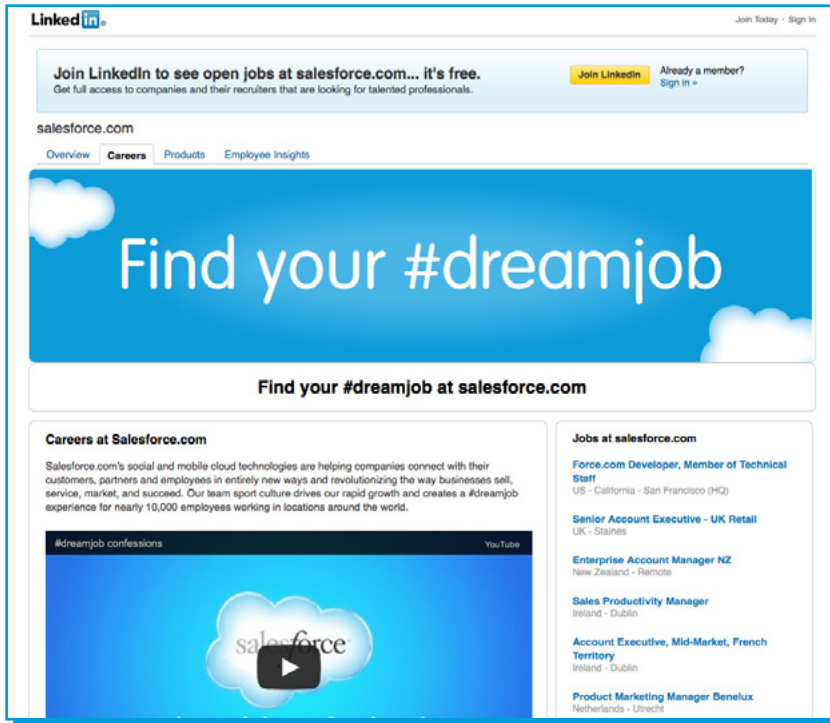 Linked in®
Join Today · Sign In
Join LinkedIn to see open jobs at salesforce.com... it's free.
Get full access to companies and their recruiters that are looking for talented professionals.
Join LinkedIn
Already a member?
Sign in »
salesforce.com
Overview Careers Products Employee Insights
Find your #dreamjob
Find your #dreamjob at salesforce.com
Careers at Salesforce.com
Salesforce.com's social and mobile cloud technologies are helping companies connect with their
customers, partners and employees in entirely new ways and revolutionizing the way businesses sell,
service, market, and succeed. Our team sport culture drives our rapid growth and creates a #dreamjob
experience for nearly 10,000 employees working in locations around the world.
#dreamjob confessions YouTube
salesforce
Jobs at salesforce.com
Force.com Developer, Member of Technical
Staff
US - California - San Francisco (HQ)
Senior Account Executive - UK Retail
UK - Staines
Enterprise Account Manager NZ
New Zealand - Remote
Sales Productivity Manager
Ireland - Dublin
Account Executive, Mid-Market, French
Territory
Ireland - Dublin
Product Marketing Manager Benelux
Netherlands - Utrecht